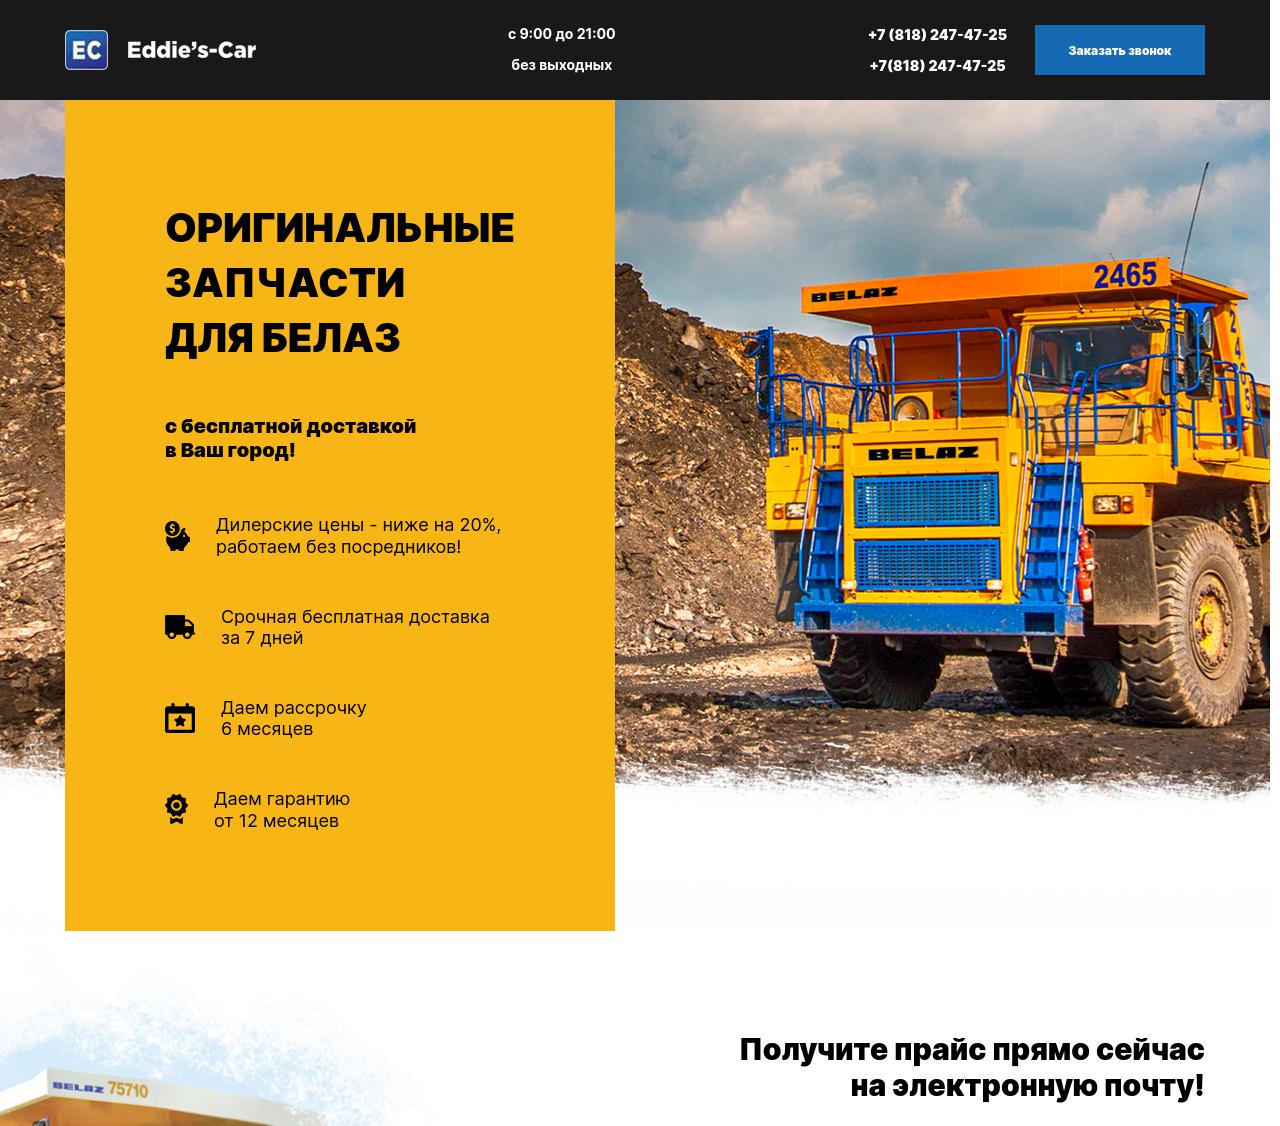 EC Eddie’s-Car
с 9:00 до 21:00
без выходных
+7 (818) 247-47-25
+7(818) 247-47-25
Заказать звонок
ОРИГИНАЛЬНЫЕ
ЗАПЧАСТИ
ДЛЯ БЕЛАЗ
с бесплатной доставкой
в Ваш город!
Дилерские цены - ниже на 20%,
работаем без посредников!
Срочная бесплатная доставка
за 7 дней
Даем рассрочку
6 месяцев
Даем гарантию
от 12 месяцев
BELAZ
2465
2465
BELAZ
Получите прайс прямо сейчас
на электронную почту!
BELAZ 75710